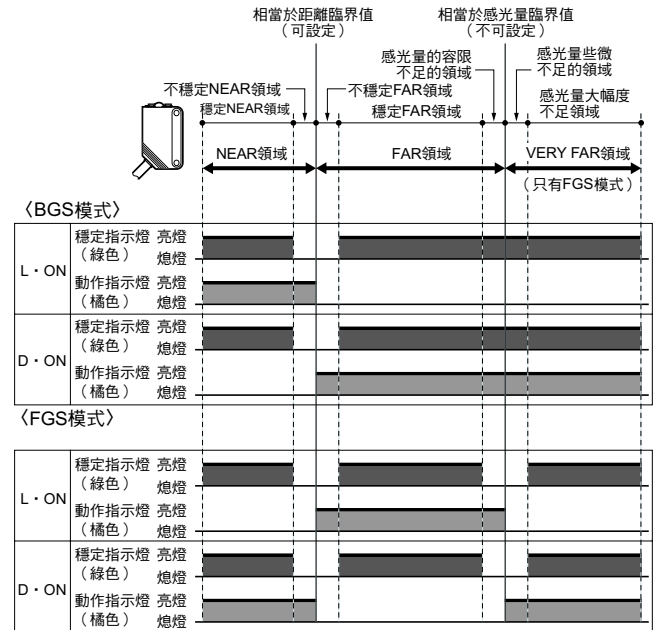 相當於距離臨界值
（可設定）
相當於感光量臨界值
（不可設定）
感光量的容限
不足的領域
感光量些微
不足的領域
不穩定NEAR領域
不穩定FAR領域
穩定NEAR領域
穩定FAR領域
感光量大幅度
不足領域
NEAR領域
FAR領域
VERY FAR領域
（只有FGS模式）
〈BGS模式〉
L・ON
穩定指示燈 亮燈
（綠色） 熄燈
動作指示燈 亮燈
（橘色） 熄燈
D・ON
穩定指示燈 亮燈
（綠色） 熄燈
動作指示燈 亮燈
（橘色） 熄燈
〈FGS模式〉
L・ON
穩定指示燈 亮燈
（綠色） 熄燈
動作指示燈 亮燈
（橘色） 熄燈
D・ON
穩定指示燈 亮燈
（綠色） 熄燈
動作指示燈 亮燈
（橘色） 熄燈